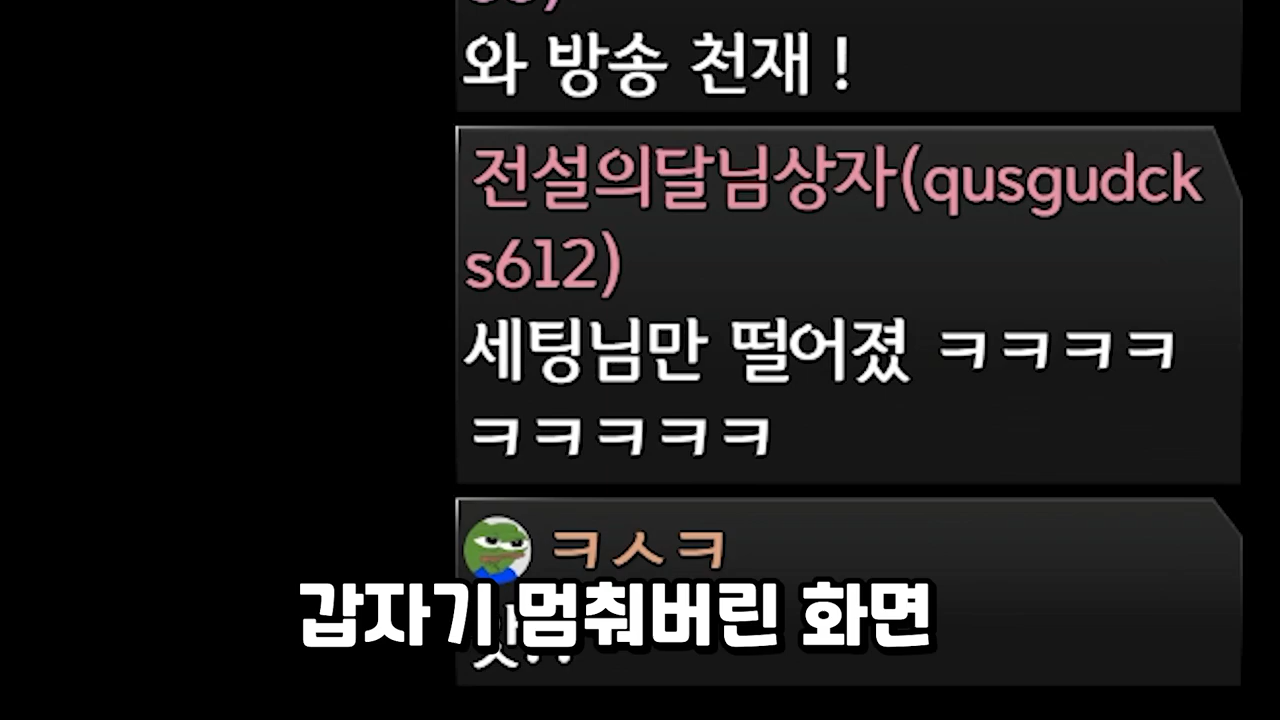 와 방송 천재 !
전설의달님상자(qusgudck
s612)
세팅님만 떨어졌 ㅋㅋㅋㅋ
ㅋㅋㅋㅋㅋ
ㅋㅅㅋ
갑자기 멈춰버린 화면